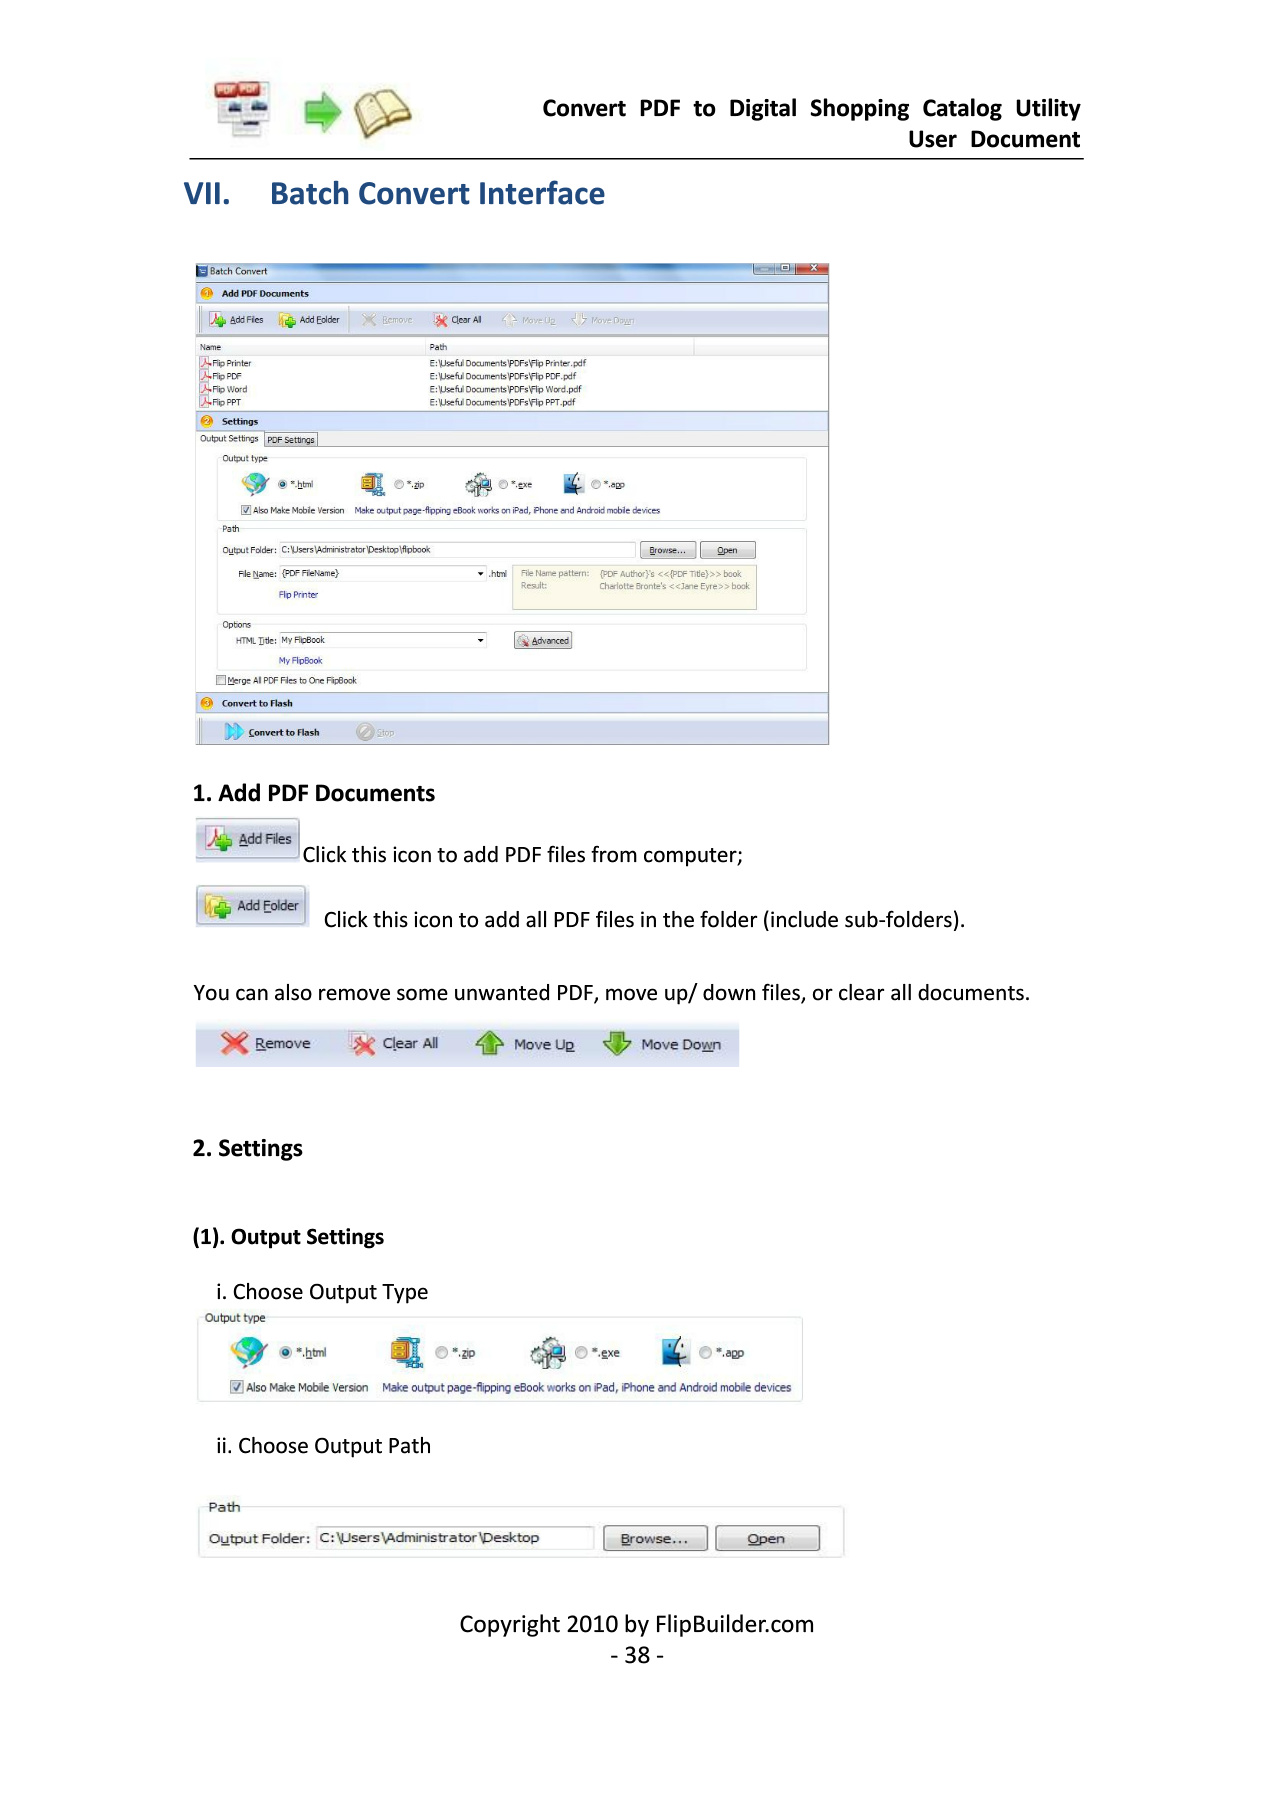 PDF PDF
Convert PDF to Digital Shopping Catalog Utility
User Document
VII. Batch Convert Interface
Batch Convert
1 Add PDF Documents
Add Files Add Folder Remove Clear All Move Up Move Down
Name Path
Flip Printer E:\Useful Documents\PDFs\Flip Printer.pdf
Flip PDF E:\Useful Documents\PDFs\Flip PDF.pdf
Flip Word E:\Useful Documents\PDFs\Flip Word.pdf
Flip PPT E:\Useful Documents\PDFs\Flip PPT.pdf
2 Settings
Output Settings PDF Settings
Output type
*.html *.zip *.exe *.app
Also Make Mobile Version Make output page-flipping eBook works on iPad, iPhone and Android mobile devices
Path
Output Folder: C:\Users\Administrator\Desktop\flipbook Browse... Open
File Name: {PDF FileName} .html File Name pattern: {PDF Author}'s <<{PDF Title}>> book
Flip Printer Result: Charlotte Bronte's <<Jane Eyre>> book
Options
HTML Title: My FlipBook Advanced
My FlipBook
Merge All PDF Files to One FlipBook
3 Convert to Flash
Convert to Flash Stop
1. Add PDF Documents
Add Files Click this icon to add PDF files from computer;
Add Folder Click this icon to add all PDF files in the folder (include sub-folders).
You can also remove some unwanted PDF, move up/ down files, or clear all documents.
Remove Clear All Move Up Move Down
2. Settings
(1). Output Settings
i. Choose Output Type
Output type
*.html *.zip *.exe *.app
Also Make Mobile Version Make output page-flipping eBook works on iPad, iPhone and Android mobile devices
ii. Choose Output Path
Path
Output Folder: C:\Users\Administrator\Desktop Browse... Open
Copyright 2010 by FlipBuilder.com
- 38 -